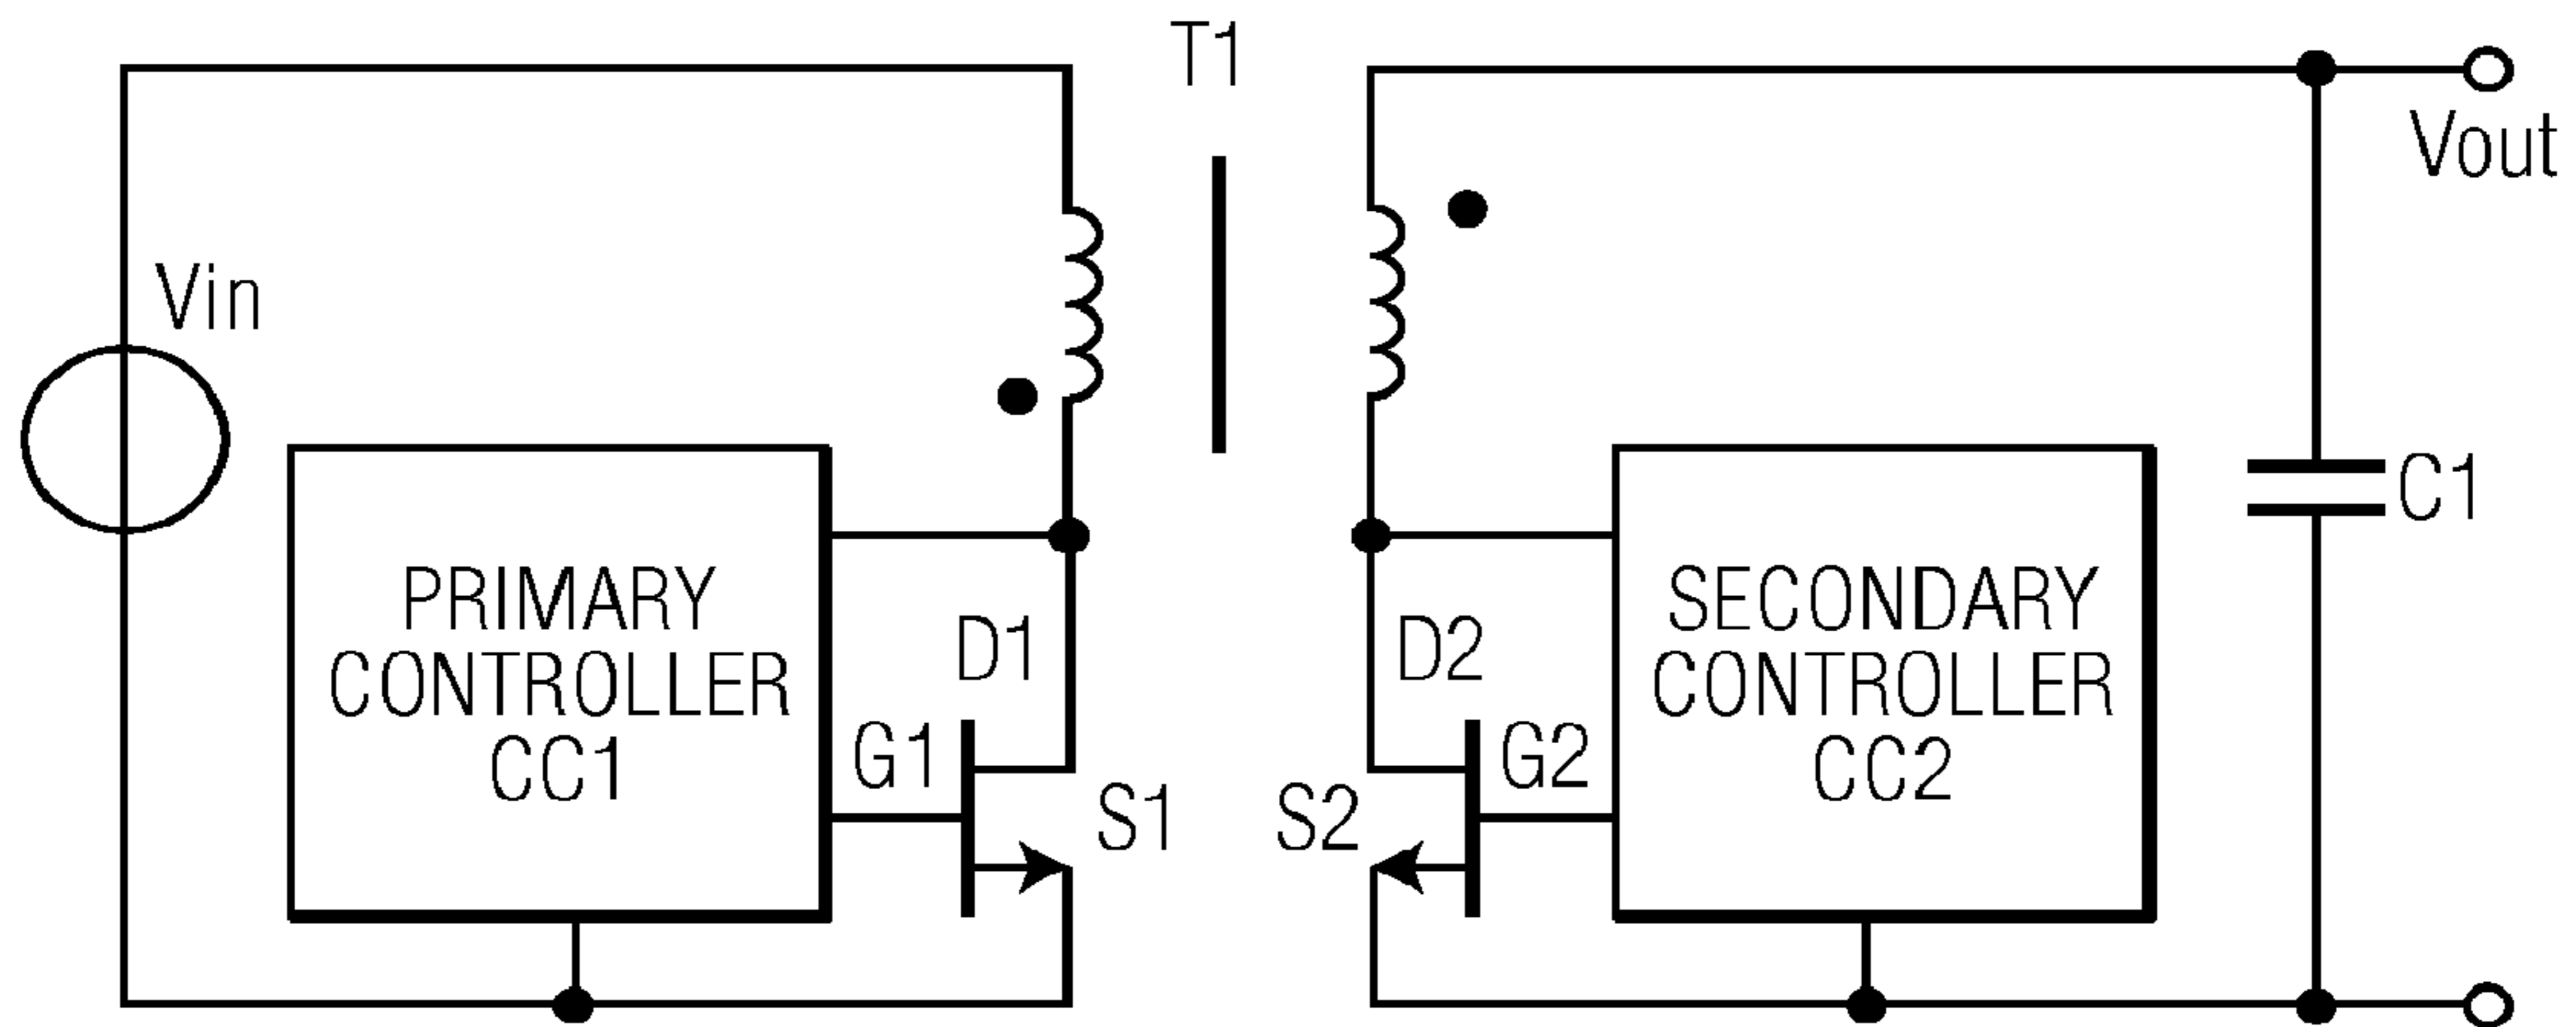 T1
Vout
Vin
C1
PRIMARY
CONTROLLER
CC1
D1
G1
S1
D2
G2
S2
SECONDARY
CONTROLLER
CC2